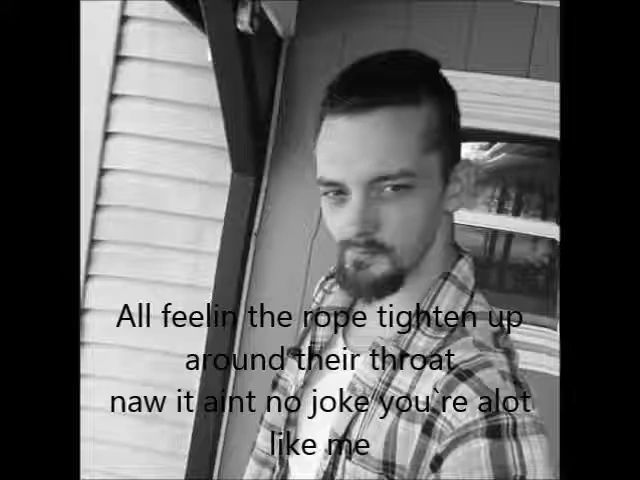 All feelin the rope tighten up
around their throat
naw it aint no joke you`re alot
like me